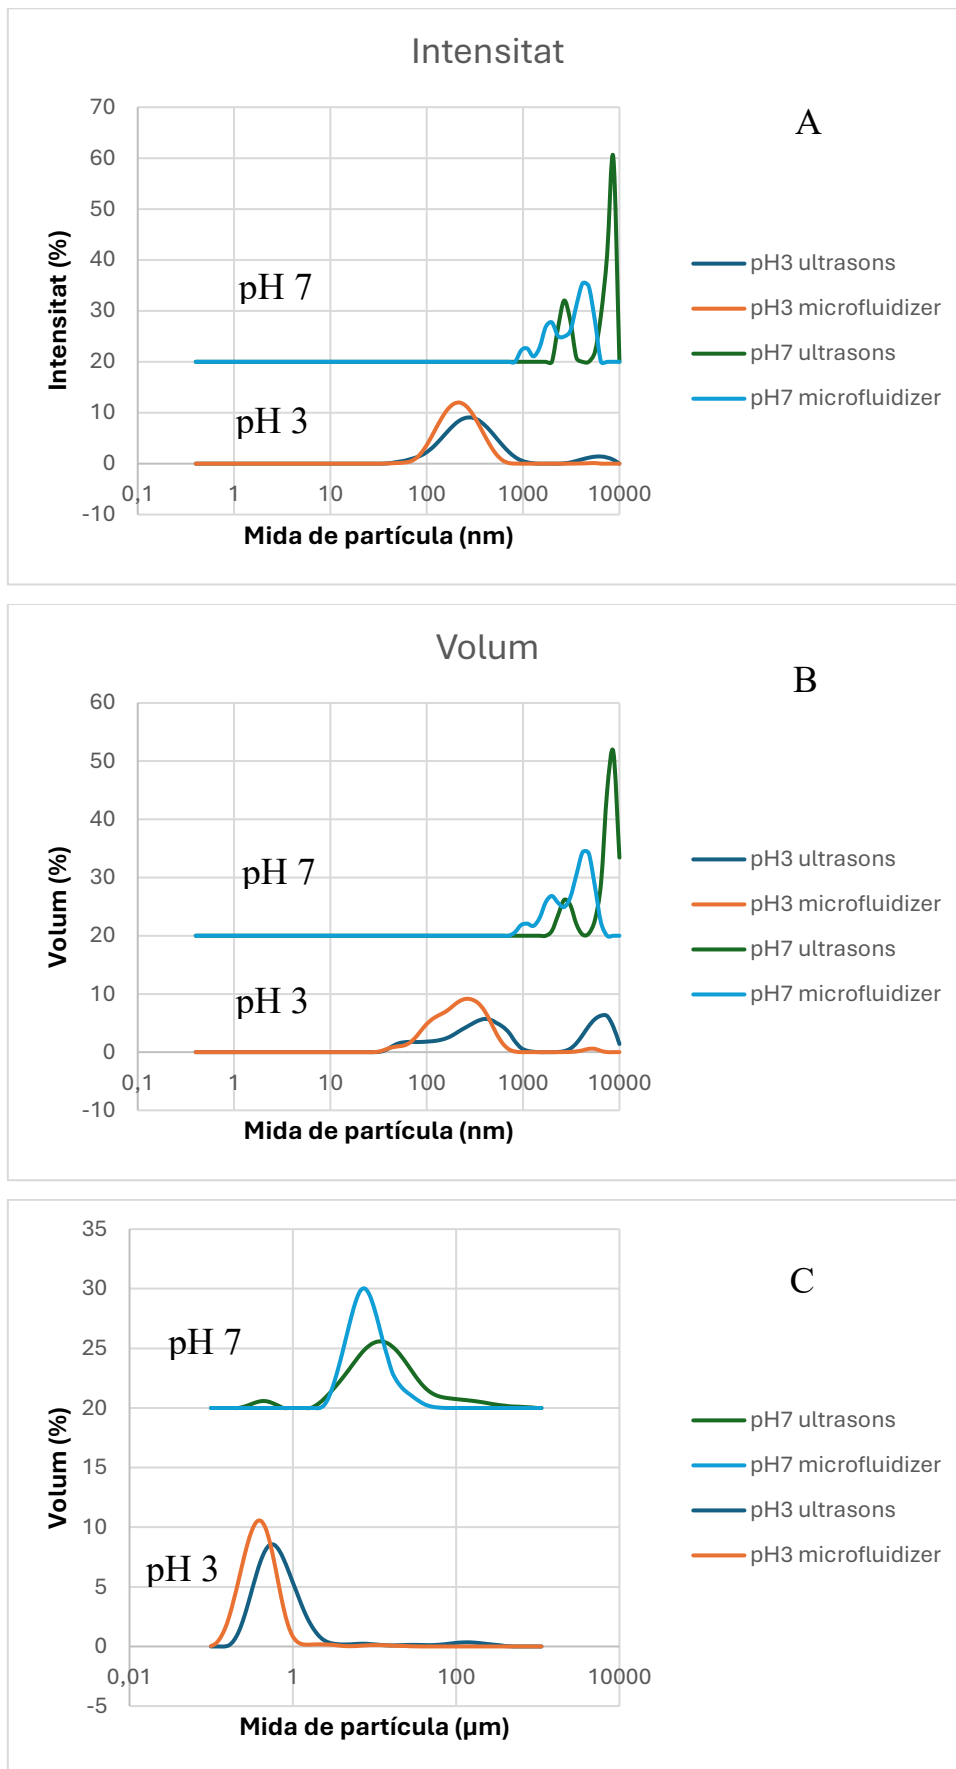 Intensitat
A
70
60
50
40
30
20
10
0
-10
Intensitat (%)
pH 7
pH 3
0,1 1 10 100 1000 10000
Mida de partícula (nm)
pH3 ultrasons
pH3 microfluidizer
pH7 ultrasons
pH7 microfluidizer
Volum
B
60
50
40
30
20
10
0
-10
Volum (%)
pH 7
pH 3
0,1 1 10 100 1000 10000
Mida de partícula (nm)
pH3 ultrasons
pH3 microfluidizer
pH7 ultrasons
pH7 microfluidizer
C
35
30
25
20
15
10
5
0
-5
Volum (%)
pH 7
pH 3
0,01 1 100 10000
Mida de partícula (µm)
pH7 ultrasons
pH7 microfluidizer
pH3 ultrasons
pH3 microfluidizer